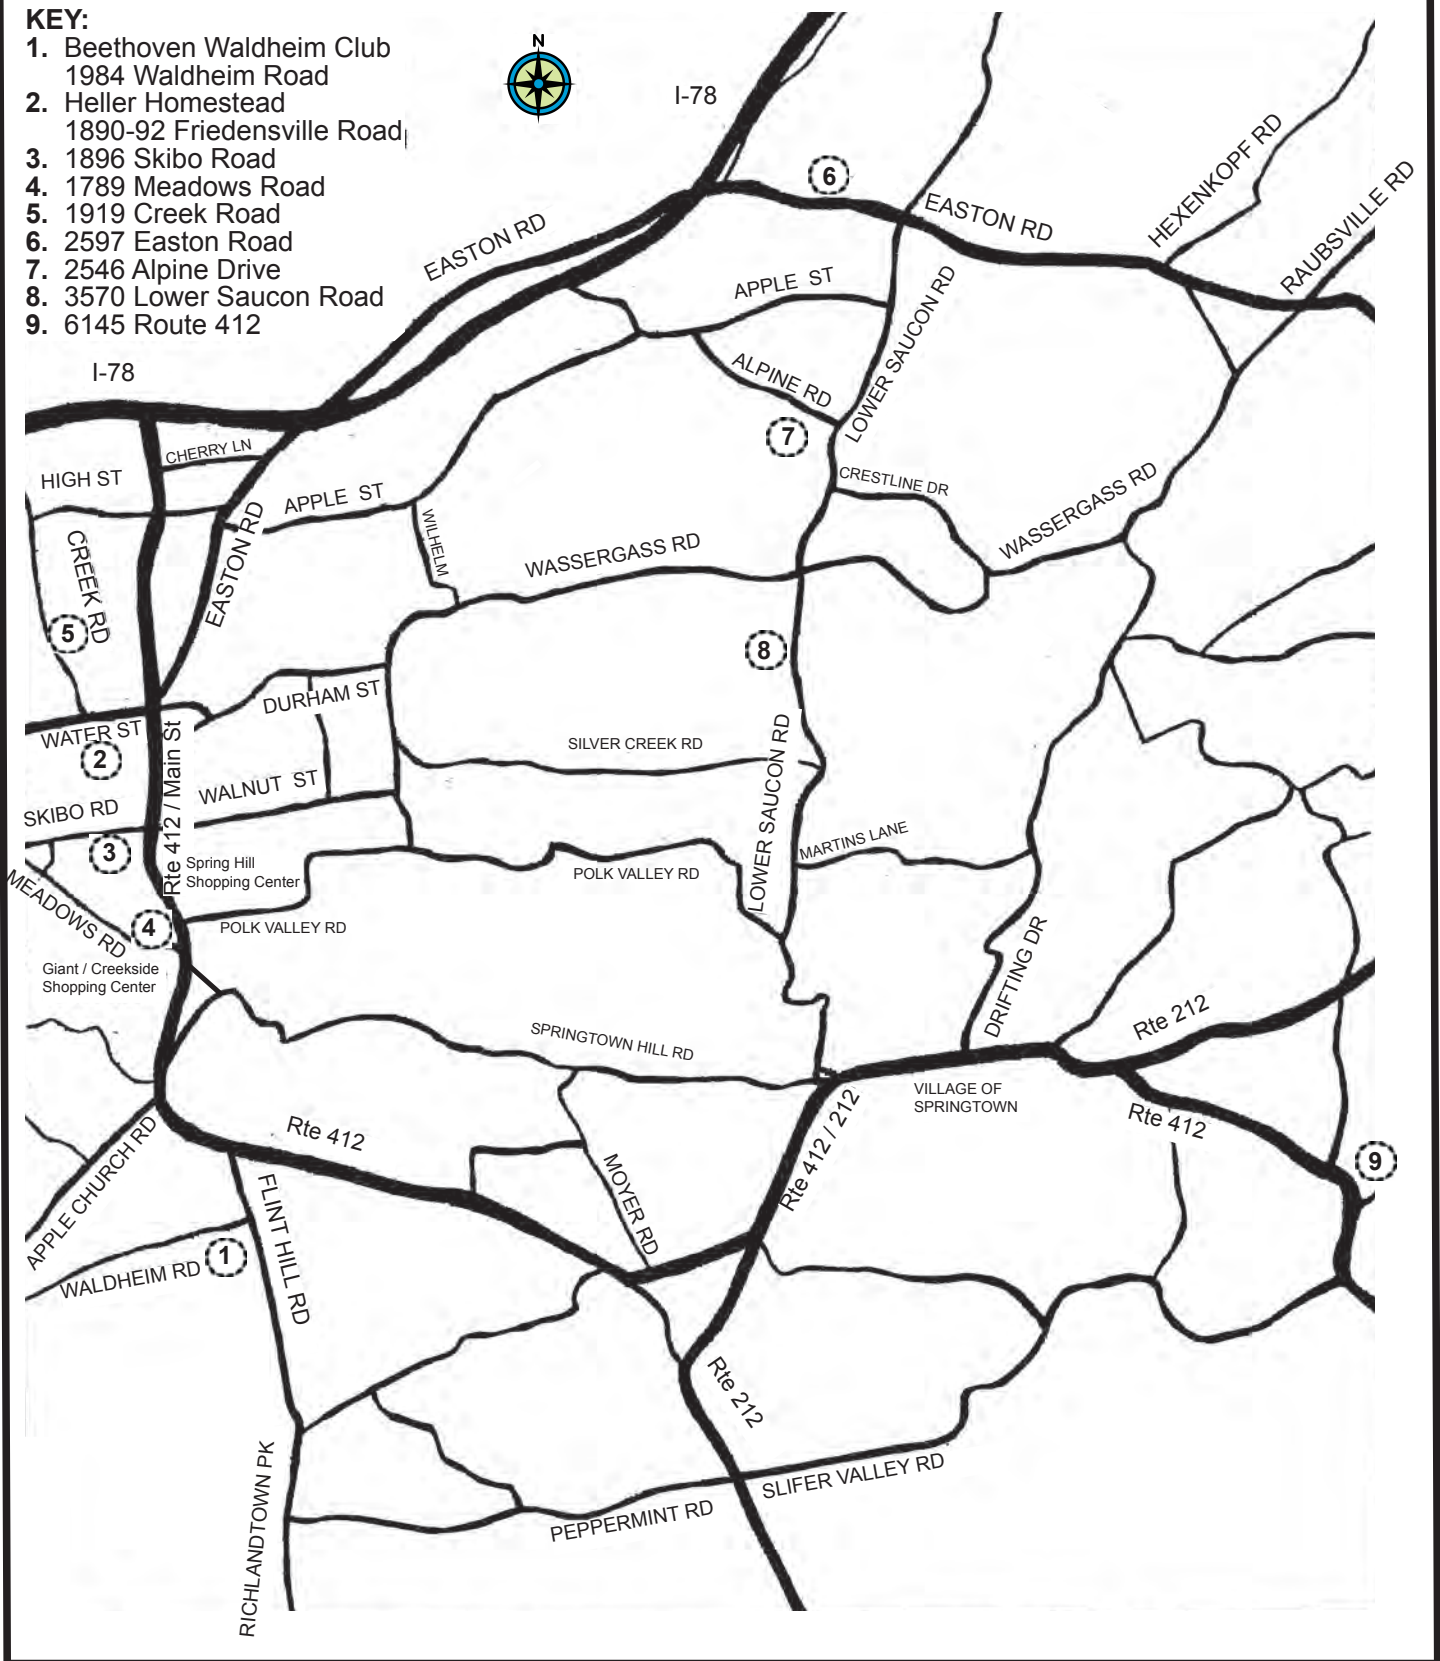 KEY:
1. Beethoven Waldheim Club
1984 Waldheim Road
2. Heller Homestead
1890-92 Friedensville Road
3. 1896 Skibo Road
4. 1789 Meadows Road
5. 1919 Creek Road
6. 2597 Easton Road
7. 2546 Alpine Drive
8. 3570 Lower Saucon Road
9. 6145 Route 412
N
I-78
6
EASTON RD
EASTON RD
HEXENKOPF RD
RAUBSVILLE RD
APPLE ST
LOWER SAUCON RD
ALPINE RD
I-78
7
CHERRY LN
HIGH ST
APPLE ST
CRESTLINE DR
WASSERGASS RD
WILHELM
EASTON RD
CREEK RD
WASSERGASS RD
5
8
DURHAM ST
WATER ST
2
Rte 412 / Main St
SILVER CREEK RD
LOWER SAUCON RD
WALNUT ST
SKIBO RD
3
Spring Hill
Shopping Center
MARTINS LANE
POLK VALLEY RD
MEADOWS RD
4
POLK VALLEY RD
Giant / Creekside
Shopping Center
DRIFTING DR
Rte 212
SPRINGTOWN HILL RD
VILLAGE OF
SPRINGTOWN
Rte 412
Rte 412
Rte 412 / 212
APPLE CHURCH RD
9
MOYER RD
FLINT HILL RD
1
WALDHEIM RD
Rte 212
RICHLANDTOWN PK
SLIFER VALLEY RD
PEPPERMINT RD